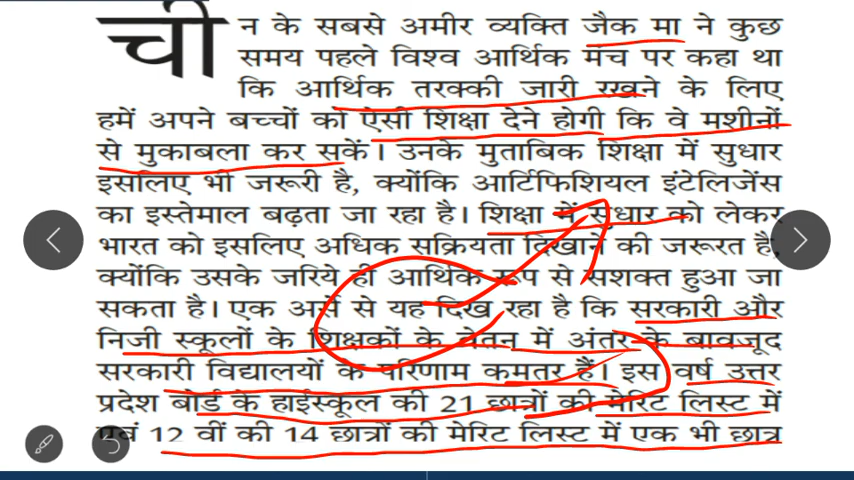 चीन के सबसे अमीर व्यक्ति जैक मा ने कुछ
समय पहले विश्व आर्थिक मंच पर कहा था
कि आर्थिक तरक्की जारी रखने के लिए
हमें अपने बच्चों को ऐसी शिक्षा देने होगी कि वे मशीनों
से मुकाबला कर सकें। उनके मुताबिक शिक्षा में सुधार
इसलिए भी जरूरी है, क्योंकि आर्टिफिशियल इंटेलिजेंस
का इस्तेमाल बढ़ता जा रहा है। शिक्षा में सुधार को लेकर
भारत को इसलिए अधिक सक्रियता दिखाने की जरूरत है,
क्योंकि उसके जरिये ही आर्थिक रूप से सशक्त हुआ जा
सकता है। एक अर्से से यह दिख रहा है कि सरकारी और
निजी स्कूलों के शिक्षकों के वेतन में अंतर के बावजूद
सरकारी विद्यालयों के परिणाम कमतर हैं। इस वर्ष उत्तर
प्रदेश बोर्ड के हाईस्कूल की 21 छात्रों की मेरिट लिस्ट में
एवं 12 वीं की 14 छात्रों की मेरिट लिस्ट में एक भी छात्र